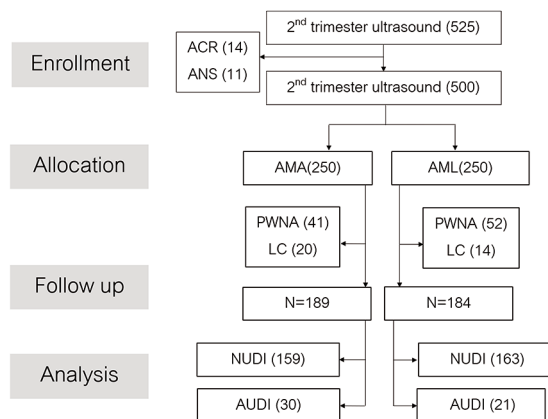 2nd trimester ultrasound (525)
Enrollment
ACR (14)
ANS (11)
2nd trimester ultrasound (500)
Allocation
AMA(250)
AML(250)
PWNA (41)
LC (20)
PWNA (52)
LC (14)
Follow up
N=189
N=184
Analysis
NUDI (159)
NUDI (163)
AUDI (30)
AUDI (21)